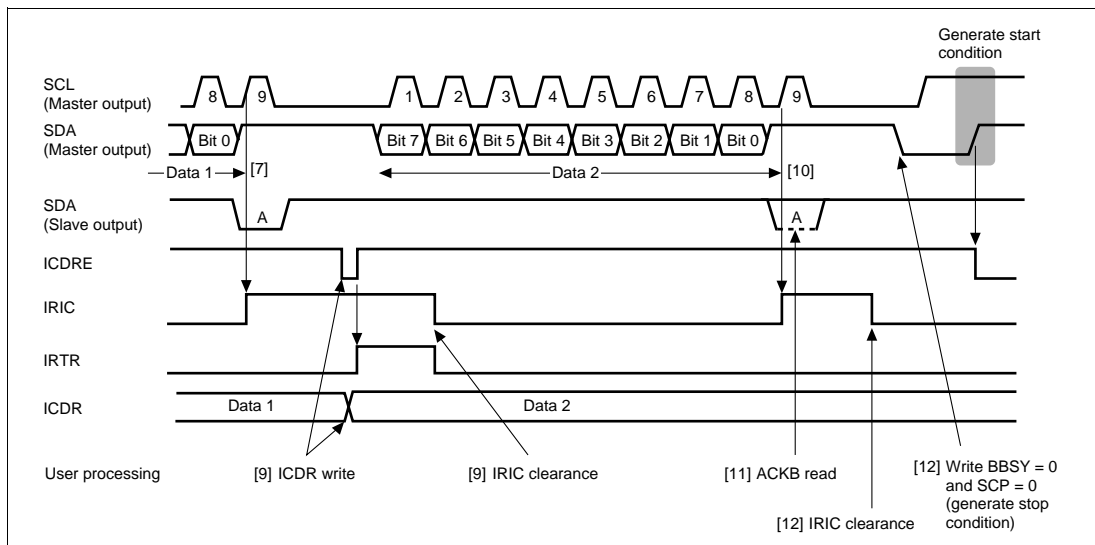 Generate start
condition
SCL
(Master output)
8 9 1 2 3 4 5 6 7 8 9
SDA
(Master output)
Bit 0 Bit 7 Bit 6 Bit 5 Bit 4 Bit 3 Bit 2 Bit 1 Bit 0
Data 1 [7] Data 2 [10]
SDA
(Slave output)
A A
ICDRE
IRIC
IRTR
ICDR
Data 1 Data 2
User processing
[9] ICDR write
[9] IRIC clearance
[11] ACKB read
[12] Write BBSY = 0
and SCP = 0
(generate stop
condition)
[12] IRIC clearance